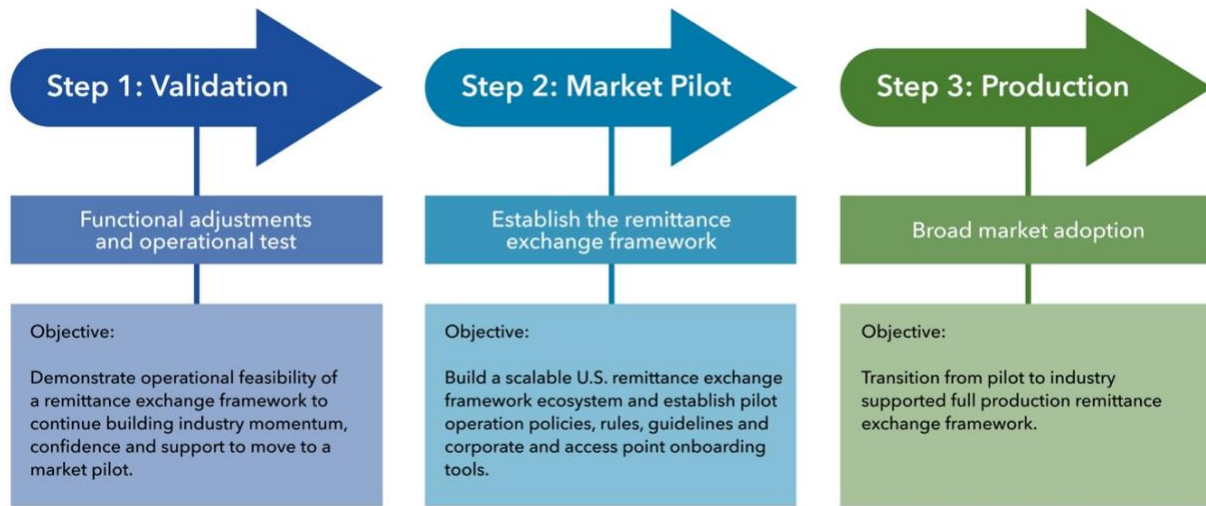 Step 1: Validation
Functional adjustments
and operational test
Objective:
Demonstrate operational feasibility of
a remittance exchange framework to
continue building industry momentum,
confidence and support to move to a
market pilot.
Step 2: Market Pilot
Establish the remittance
exchange framework
Objective:
Build a scalable U.S. remittance exchange
framework ecosystem and establish pilot
operation policies, rules, guidelines and
corporate and access point onboarding
tools.
Step 3: Production
Broad market adoption
Objective:
Transition from pilot to industry
supported full production remittance
exchange framework.